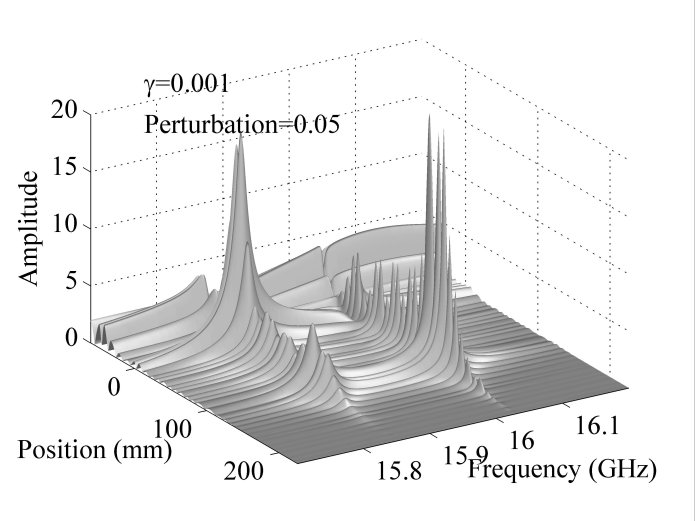 γ=0.001
Perturbation=0.05
20
15
10
5
0
Amplitude
0
100
200
Position (mm)
15.8
15.9
16
16.1
Frequency (GHz)